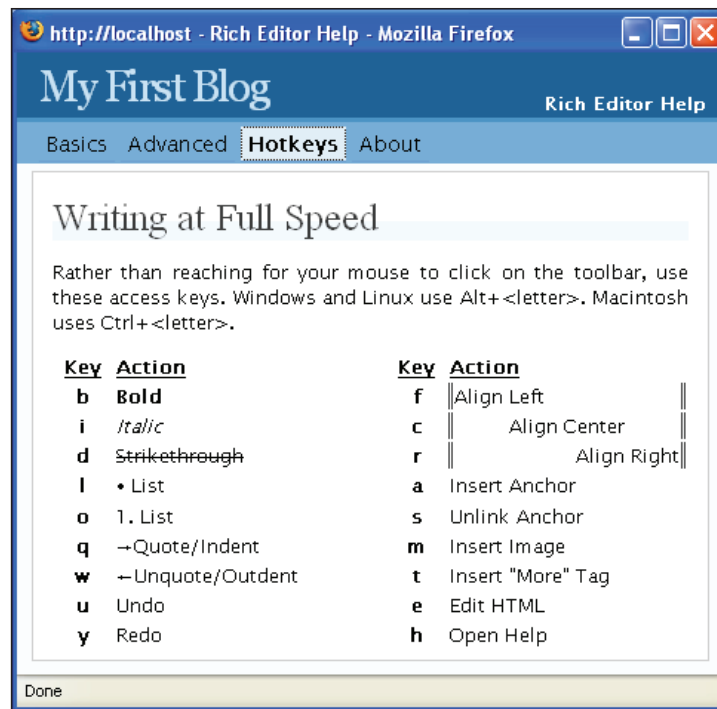 http://localhost - Rich Editor Help - Mozilla Firefox
My First Blog
Rich Editor Help
Basics Advanced Hotkeys About
Writing at Full Speed
Rather than reaching for your mouse to click on the toolbar, use
these access keys. Windows and Linux use Alt+<letter>. Macintosh
uses Ctrl+<letter>.
Key Action Key Action
b Bold f Align Left
i Italic c Align Center
d Strikethrough r Align Right
l • List a Insert Anchor
o 1. List s Unlink Anchor
q →Quote/Indent m Insert Image
w ←Unquote/Outdent t Insert "More" Tag
u Undo e Edit HTML
y Redo h Open Help
Done